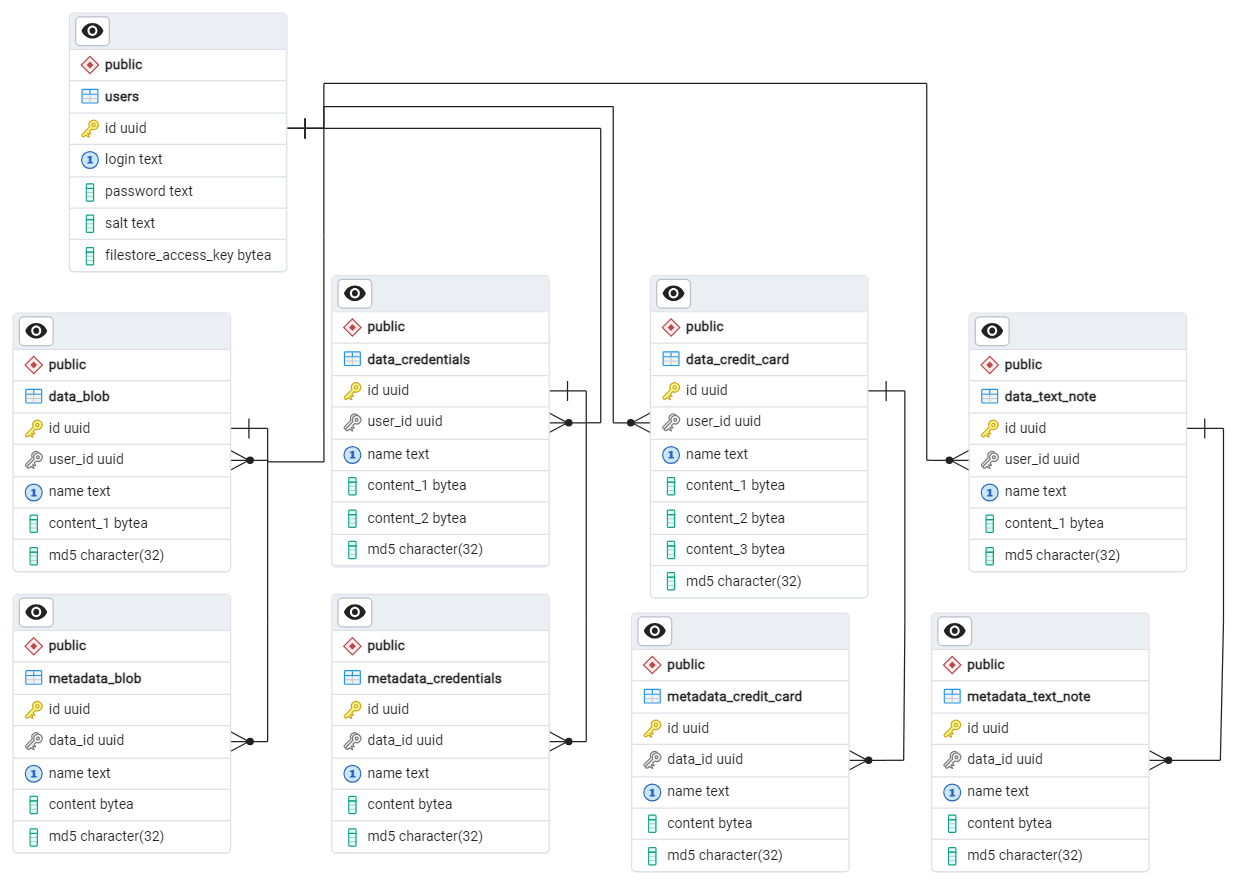 public
users
id uuid
login text
password text
salt text
filestore_access_key bytea
public
data_blob
id uuid
user_id uuid
name text
content_1 bytea
md5 character(32)
public
data_credentials
id uuid
user_id uuid
name text
content_1 bytea
content_2 bytea
md5 character(32)
public
data_credit_card
id uuid
user_id uuid
name text
content_1 bytea
content_2 bytea
content_3 bytea
md5 character(32)
public
data_text_note
id uuid
user_id uuid
name text
content_1 bytea
md5 character(32)
public
metadata_blob
id uuid
data_id uuid
name text
content bytea
md5 character(32)
public
metadata_credentials
id uuid
data_id uuid
name text
content bytea
md5 character(32)
public
metadata_credit_card
id uuid
data_id uuid
name text
content bytea
md5 character(32)
public
metadata_text_note
id uuid
data_id uuid
name text
content bytea
md5 character(32)